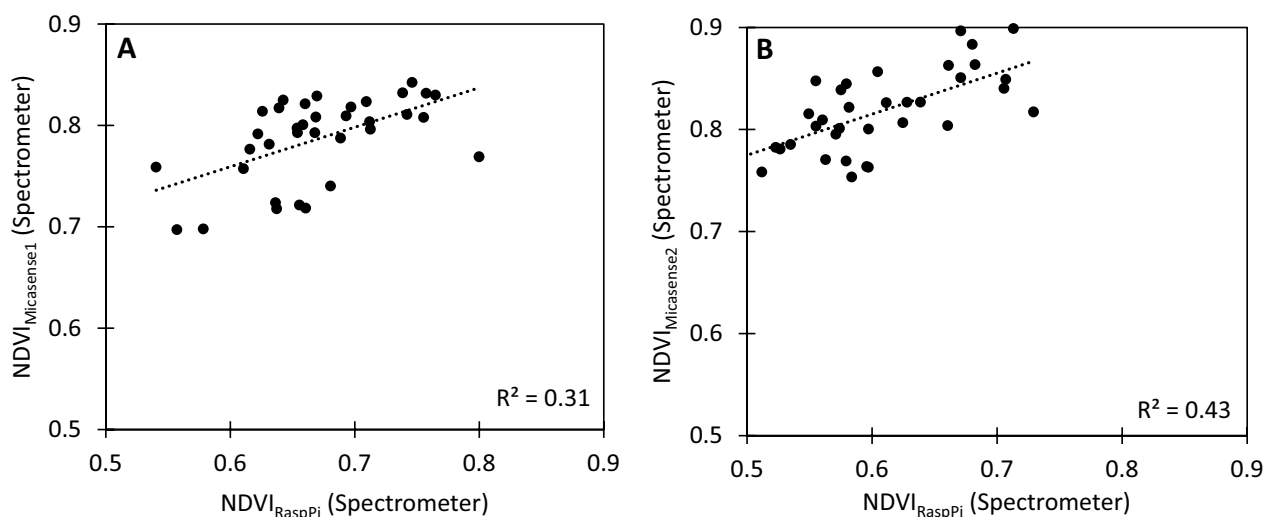 A
NDVIMicasense1 (Spectrometer)
0.9
0.8
0.7
0.6
0.5
R² = 0.31
0.5 0.6 0.7 0.8 0.9
NDVIRaspPi (Spectrometer)
B
NDVIMicasense2 (Spectrometer)
0.9
0.8
0.7
0.6
0.5
R² = 0.43
0.5 0.6 0.7 0.8 0.9
NDVIRaspPi (Spectrometer)